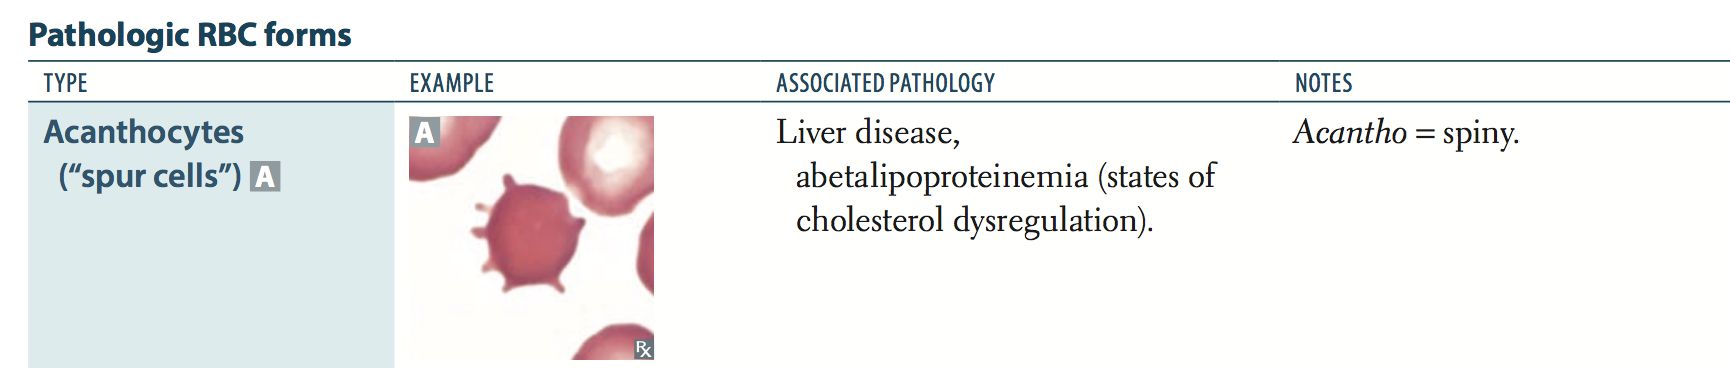 Pathologic RBC forms
TYPE EXAMPLE ASSOCIATED PATHOLOGY NOTES
Acanthocytes
(“spur cells”) A
A
Rx
Liver disease,
abetalipoproteinemia (states of
cholesterol dysregulation).
Acantho = spiny.